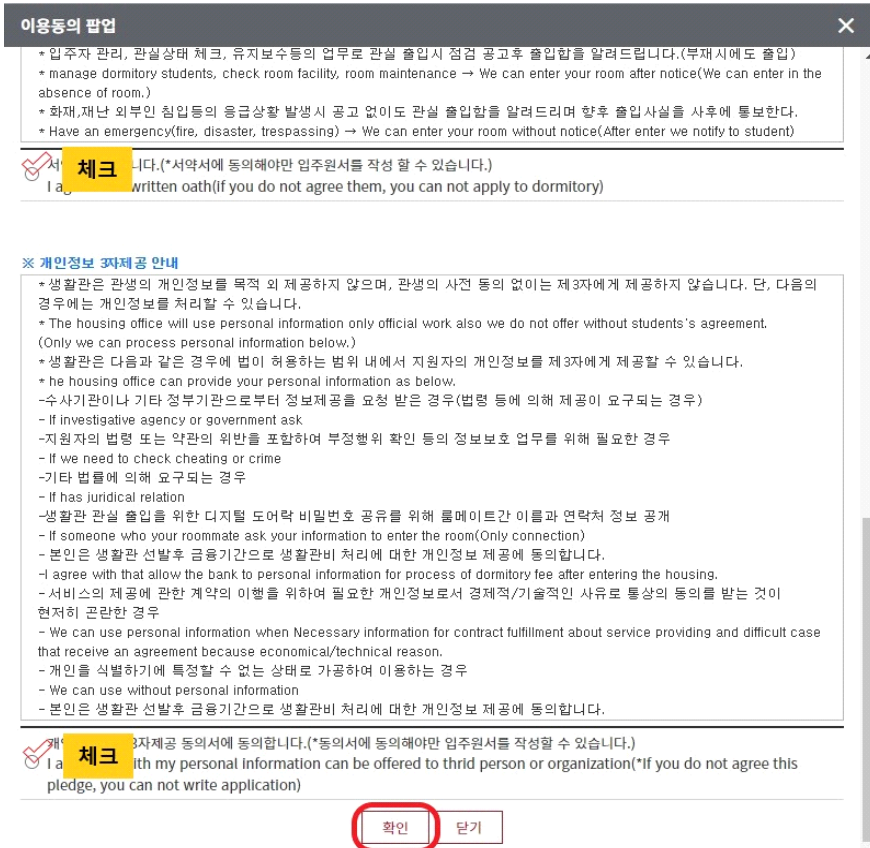 이용동의 팝업
* 입주자 관리, 관실상태 체크, 유지보수등의 업무로 관실 출입시 점검 공고후 출입함을 알려드립니다.(부재시에도 출입)
* manage dormitory students, check room facility, room maintenance → We can enter your room after notice(We can enter in the
absence of room.)
* 화재,재난 외부인 침입등의 응급상황 발생시 공고 없이도 관실 출입함을 알려드리며 향후 출입사실을 사후에 통보한다.
* Have an emergency(fire, disaster, trespassing) → We can enter your room without notice(After enter we notify to student)
체크
니다.(*서약서에 동의해야만 입주원서를 작성 할 수 있습니다.)
written oath(if you do not agree them, you can not apply to dormitory)
※ 개인정보 3자제공 안내
* 생활관은 관생의 개인정보를 목적 외 제공하지 않으며, 관생의 사전 동의 없이는 제3자에게 제공하지 않습니다. 단, 다음의
경우에는 개인정보를 처리할 수 있습니다.
* The housing office will use personal information only official work also we do not offer without students's agreement.
(Only we can process personal information below.)
* 생활관은 다음과 같은 경우에 법이 허용하는 범위 내에서 지원자의 개인정보를 제3자에게 제공할 수 있습니다.
* he housing office can provide your personal information as below.
-수사기관이나 기타 정부기관으로부터 정보제공을 요청 받은 경우(법령 등에 의해 제공이 요구되는 경우)
- If investigative agency or government ask
-지원자의 법령 또는 약관의 위반을 포함하여 부정행위 확인 등의 정보보호 업무를 위해 필요한 경우
- If we need to check cheating or crime
-기타 법률에 의해 요구되는 경우
- If has juridical relation
-생활관 관실 출입을 위한 디지털 도어락 비밀번호 공유를 위해 룸메이트간 이름과 연락처 정보 공개
- If someone who your roommate ask your information to enter the room(Only connection)
- 본인은 생활관 선발후 금융기간으로 생활관비 처리에 대한 개인정보 제공에 동의합니다.
-I agree with that allow the bank to personal information for process of dormitory fee after entering the housing.
- 서비스의 제공에 관한 계약의 이행을 위하여 필요한 개인정보로서 경제적/기술적인 사유로 통상의 동의를 받는 것이
현저히 곤란한 경우
- We can use personal information when Necessary information for contract fulfillment about service providing and difficult case
that receive an agreement because economical/technical reason.
- 개인을 식별하기에 특정할 수 없는 상태로 가공하여 이용하는 경우
- We can use without personal information
- 본인은 생활관 선발후 금융기간으로 생활관비 처리에 대한 개인정보 제공에 동의합니다.
체크
3자제공 동의서에 동의합니다.(*동의서에 동의해야만 입주원서를 작성할 수 있습니다.)
with my personal information can be offered to thrid person or organization(*If you do not agree this
pledge, you can not write application)
확인 닫기